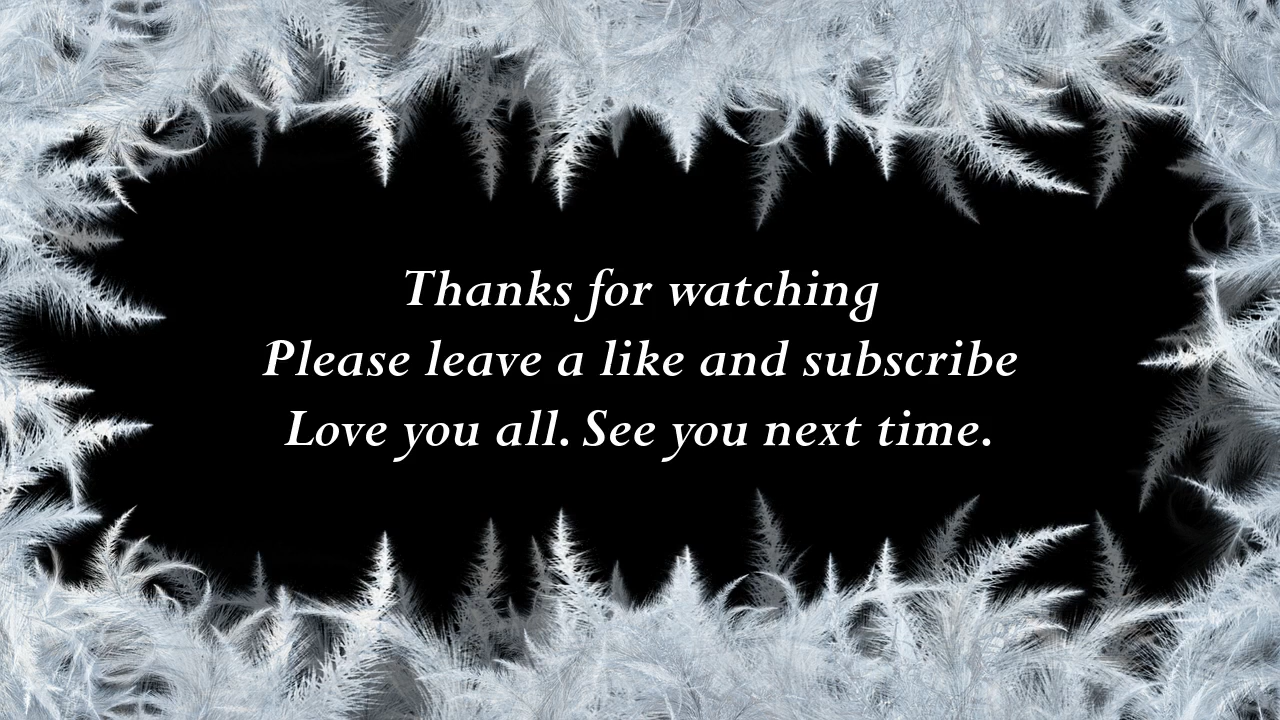 Thanks for watching
Please leave a like and subscribe
Love you all. See you next time.